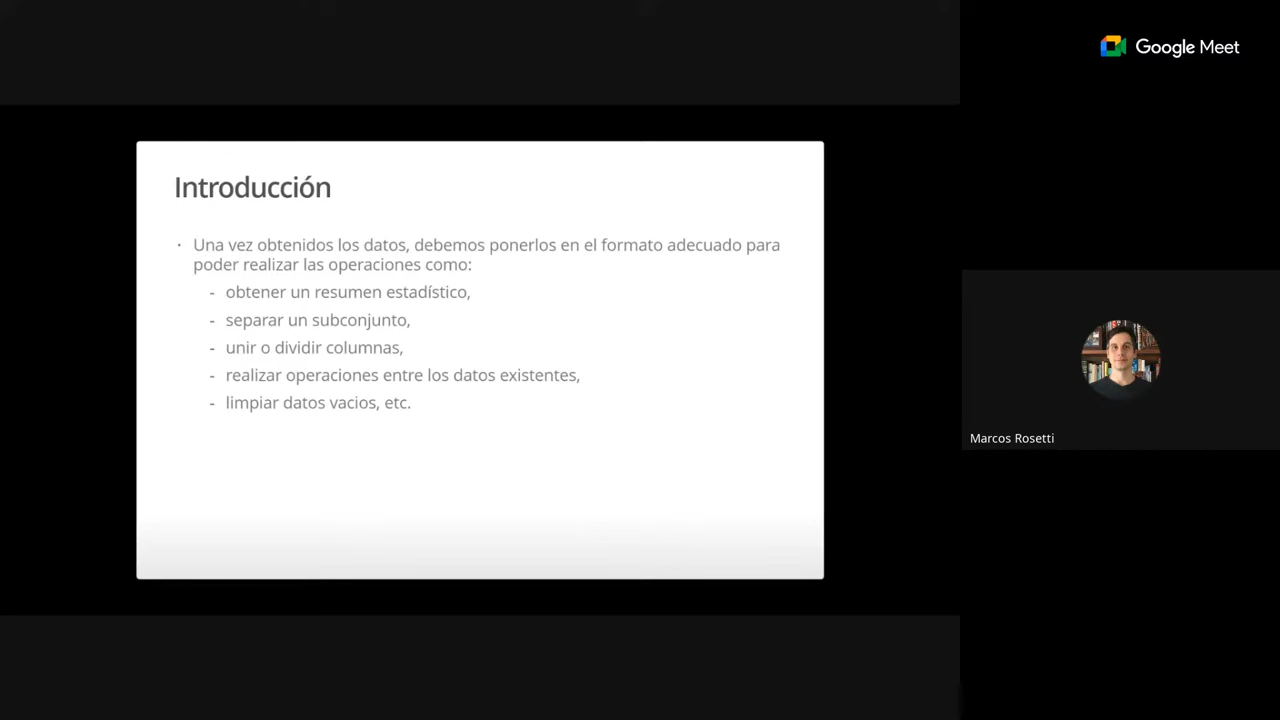 Google Meet
Introducción
· Una vez obtenidos los datos, debemos ponerlos en el formato adecuado para
poder realizar las operaciones como:
- obtener un resumen estadístico,
- separar un subconjunto,
- unir o dividir columnas,
- realizar operaciones entre los datos existentes,
- limpiar datos vacios, etc.
Marcos Rosetti